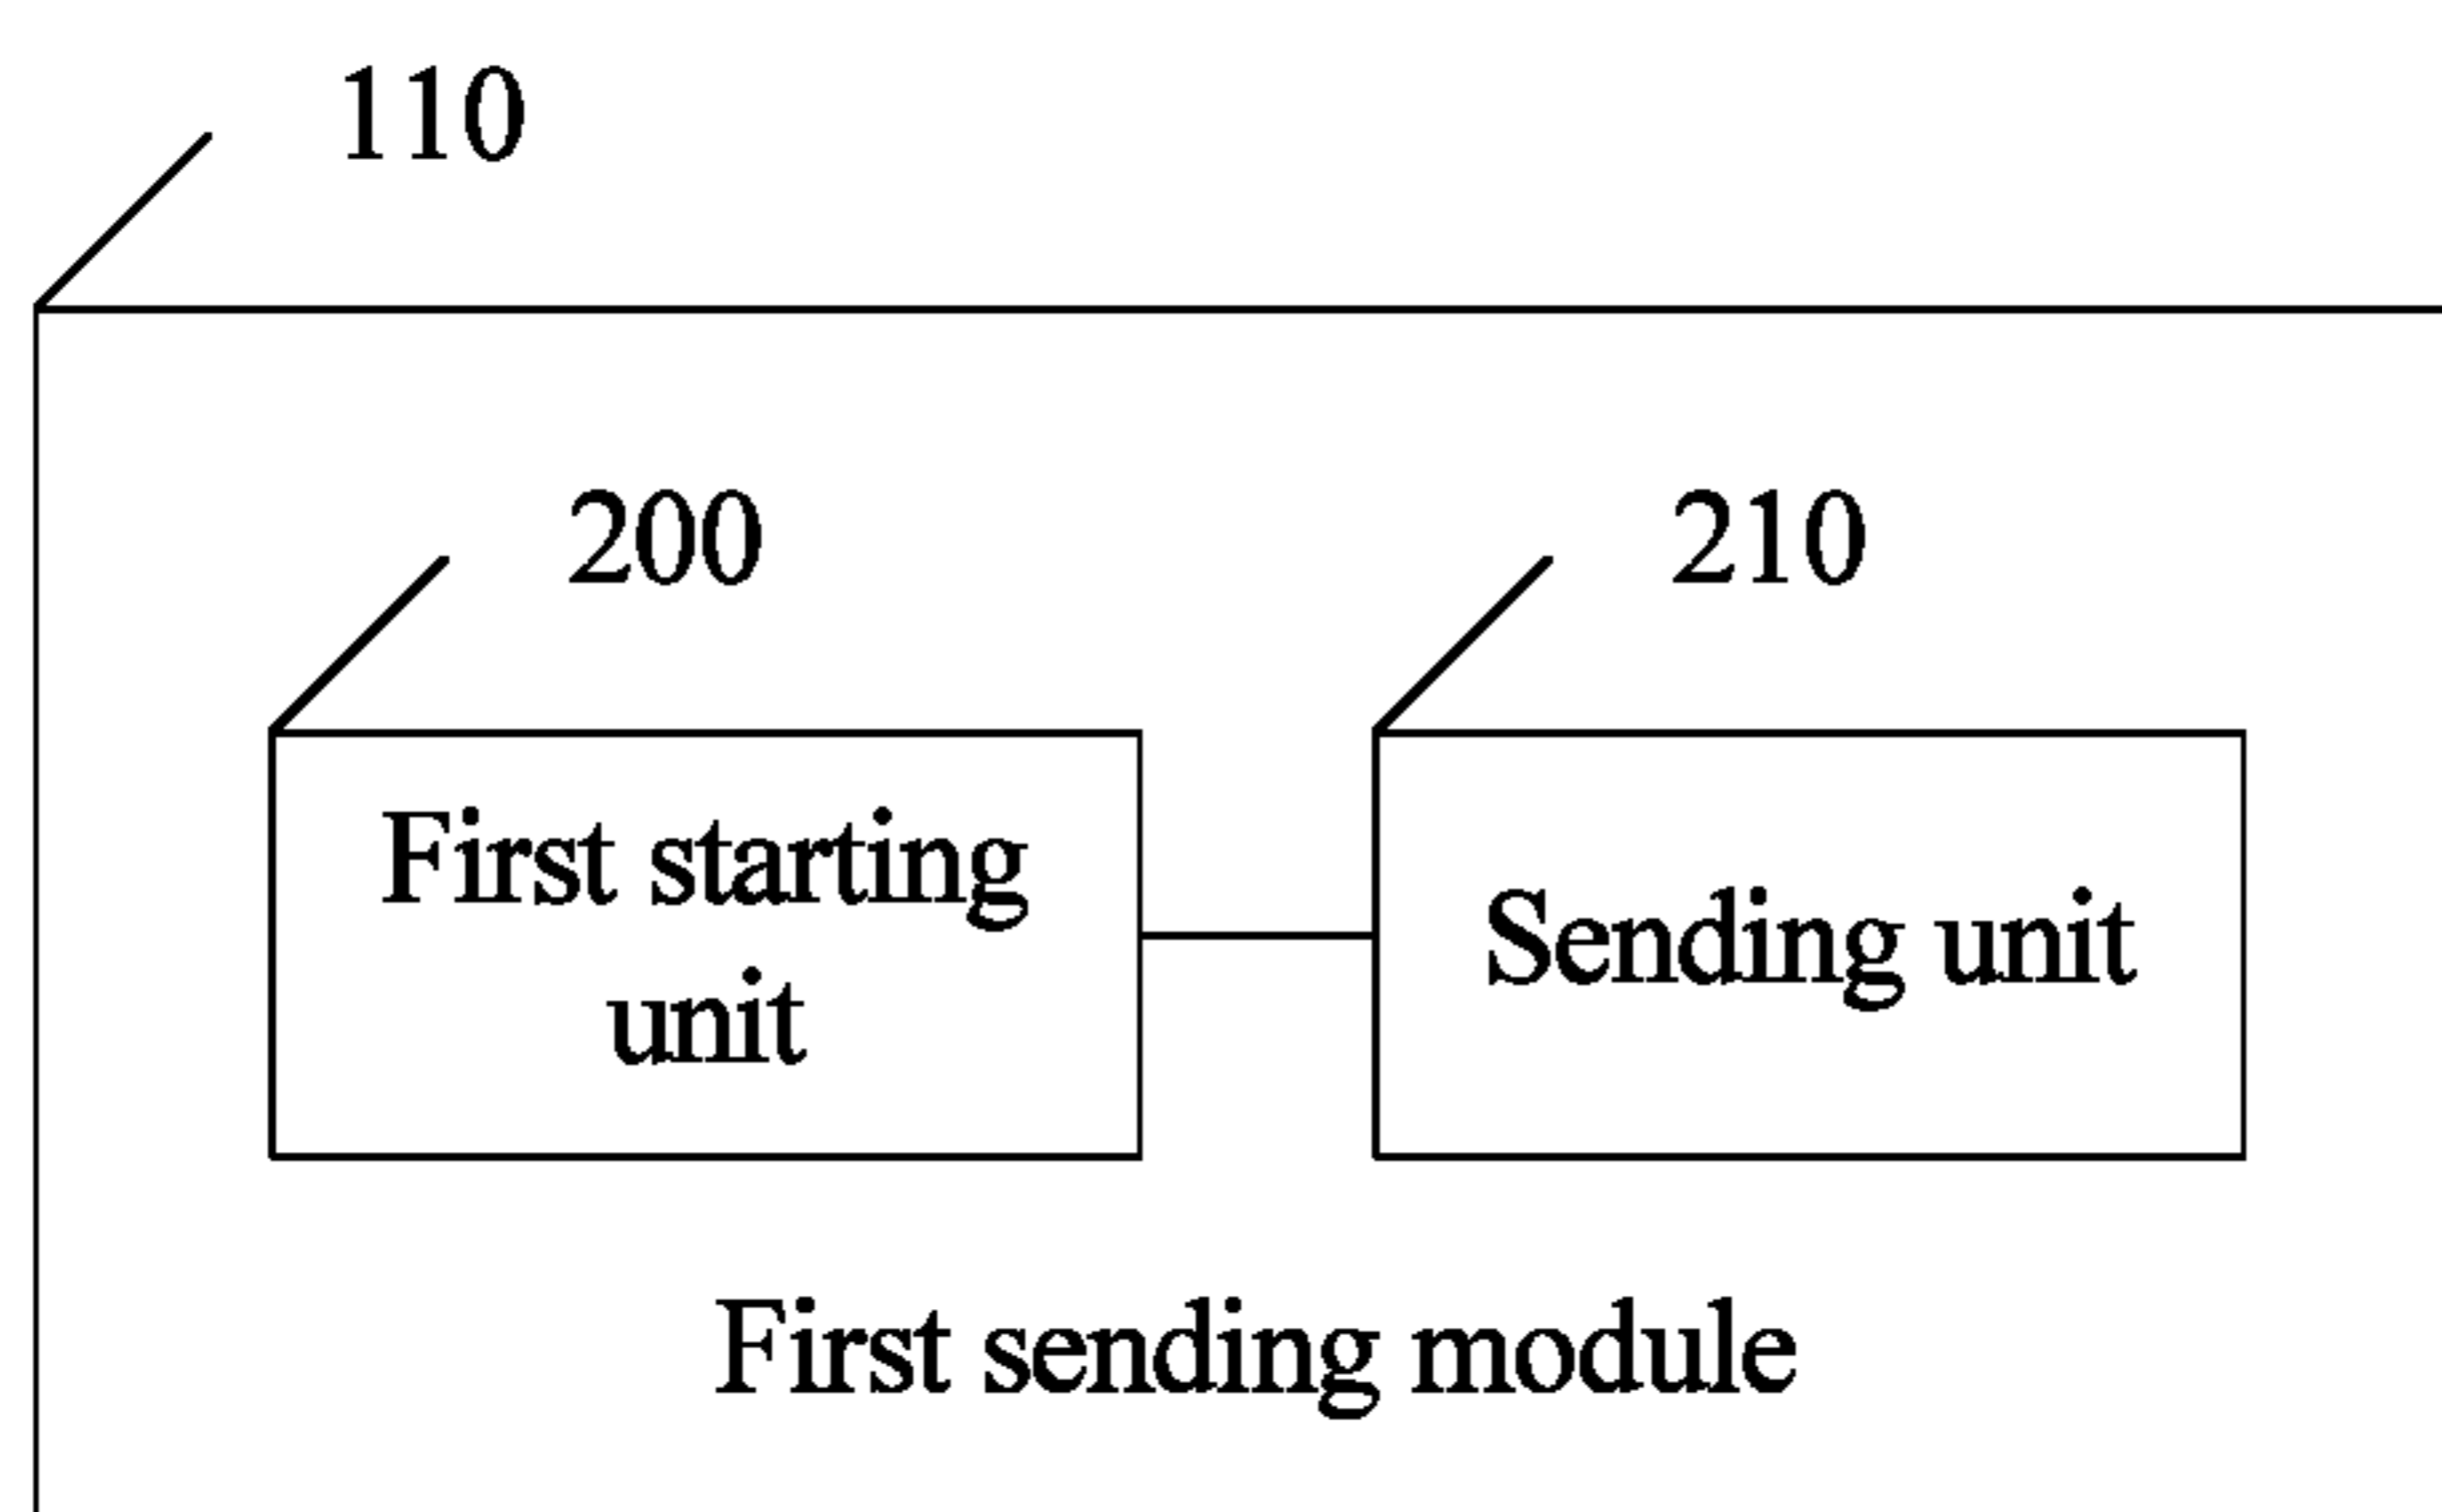 110
200
210
First starting
unit
Sending unit
First sending module